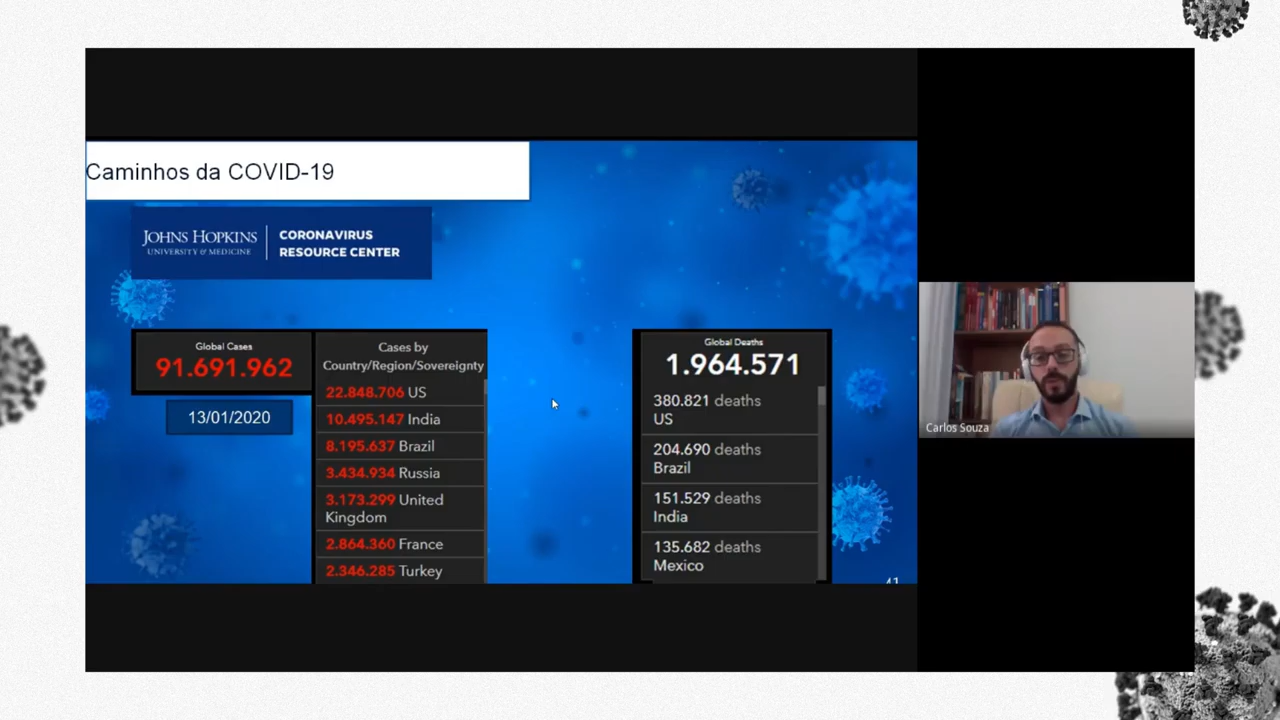 Caminhos da COVID-19
JOHNS HOPKINS
UNIVERSITY & MEDICINE
CORONAVIRUS
RESOURCE CENTER
Global Cases
91.691.962
13/01/2020
Cases by
Country/Region/Sovereignty
22.848.706 US
10.495.147 India
8.195.637 Brazil
3.434.934 Russia
3.173.299 United
Kingdom
2.864.360 France
2.346.285 Turkey
Global Deaths
1.964.571
380.821 deaths
US
204.690 deaths
Brazil
151.529 deaths
India
135.682 deaths
Mexico
41
Carlos Souza